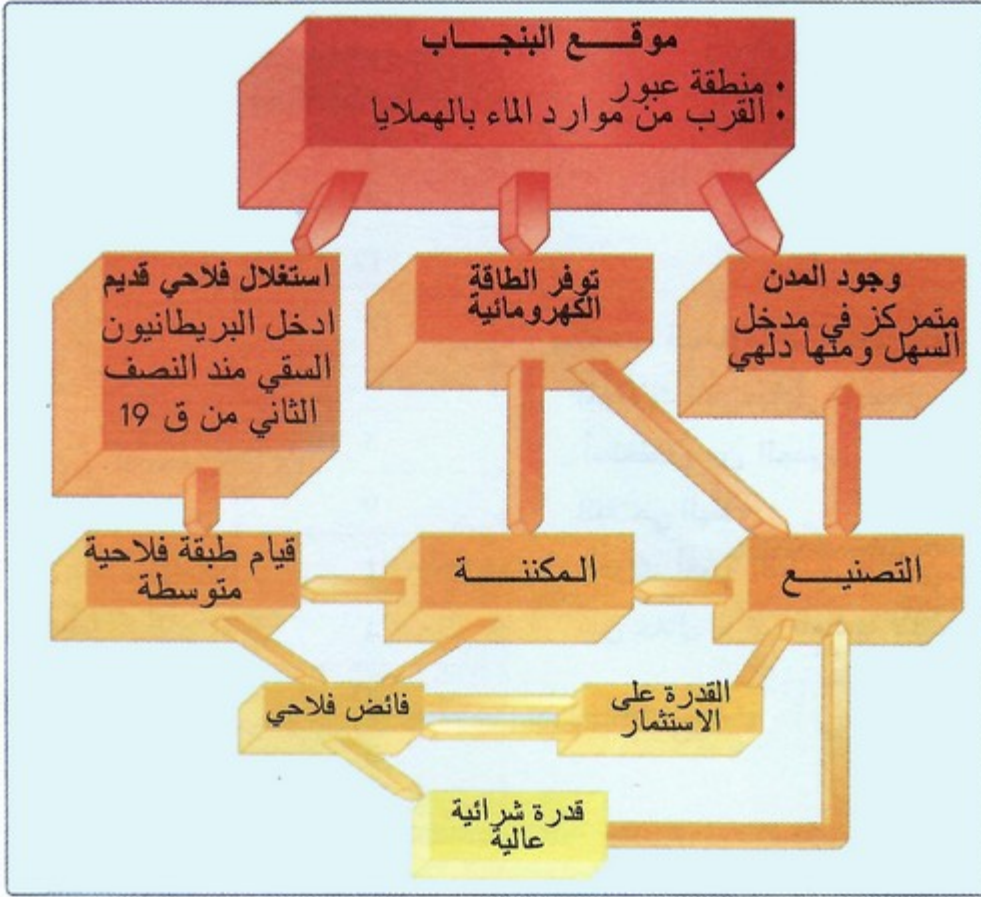 موقع البنجاب
• منطقة عبور
• القرب من موارد الماء بالهملايا
وجود المدن
متمركز في مدخل
السهل ومنها دلهي
توفر الطاقة
الكهرومائية
استغلال فلاحي قديم
ادخل البريطانيون
السقي مند النصف
الثاني من ق 19
التصنيع
المكننة
قيام طبقة فلاحية
متوسطة
القدرة على
الاستثمار
فائض فلاحي
قدرة شرائية
عالية